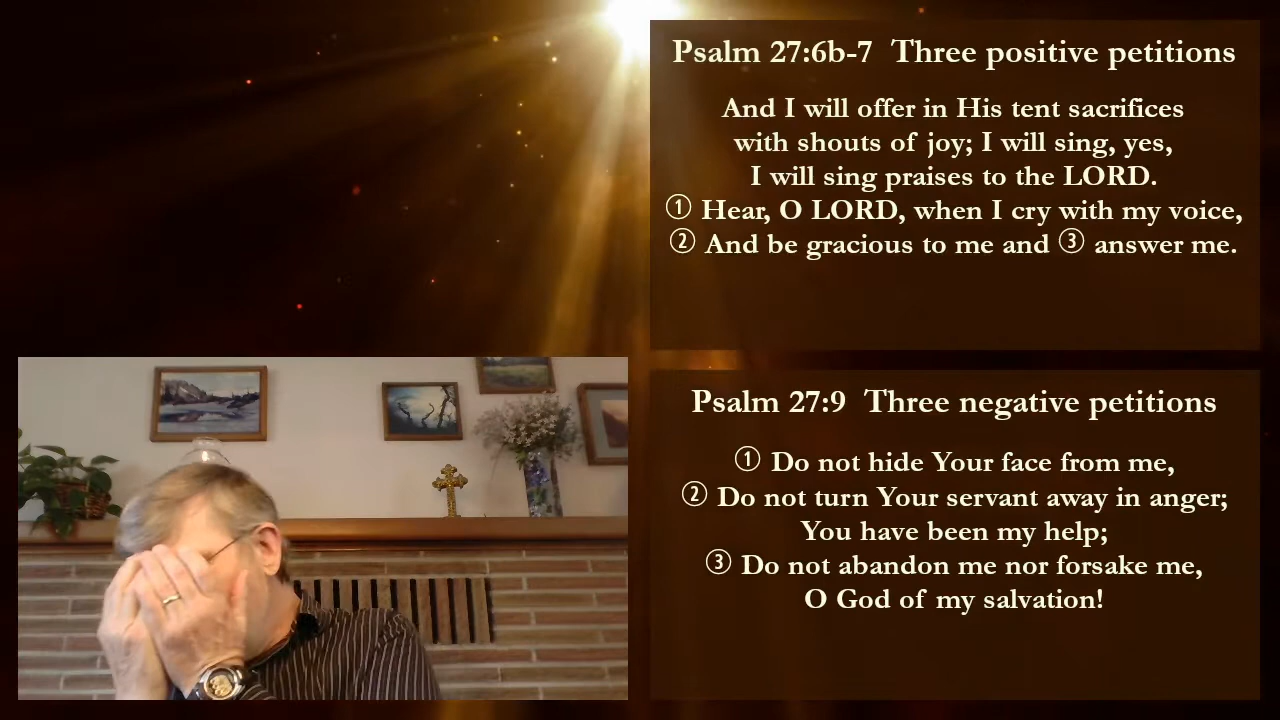 Psalm 27:6b-7  Three positive petitions
And I will offer in His tent sacrifices
with shouts of joy; I will sing, yes,
I will sing praises to the LORD.
① Hear, O LORD, when I cry with my voice,
② And be gracious to me and ③ answer me.
Psalm 27:9  Three negative petitions
① Do not hide Your face from me,
② Do not turn Your servant away in anger;
You have been my help;
③ Do not abandon me nor forsake me,
O God of my salvation!